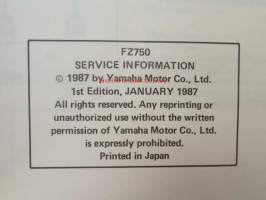 FZ750
SERVICE INFORMATION
© 1987 by Yamaha Motor Co., Ltd.
1st Edition, JANUARY 1987
All rights reserved. Any reprinting or
unauthorized use without the written
permission of Yamaha Motor Co., Ltd.
is expressly prohibited.
Printed in Japan